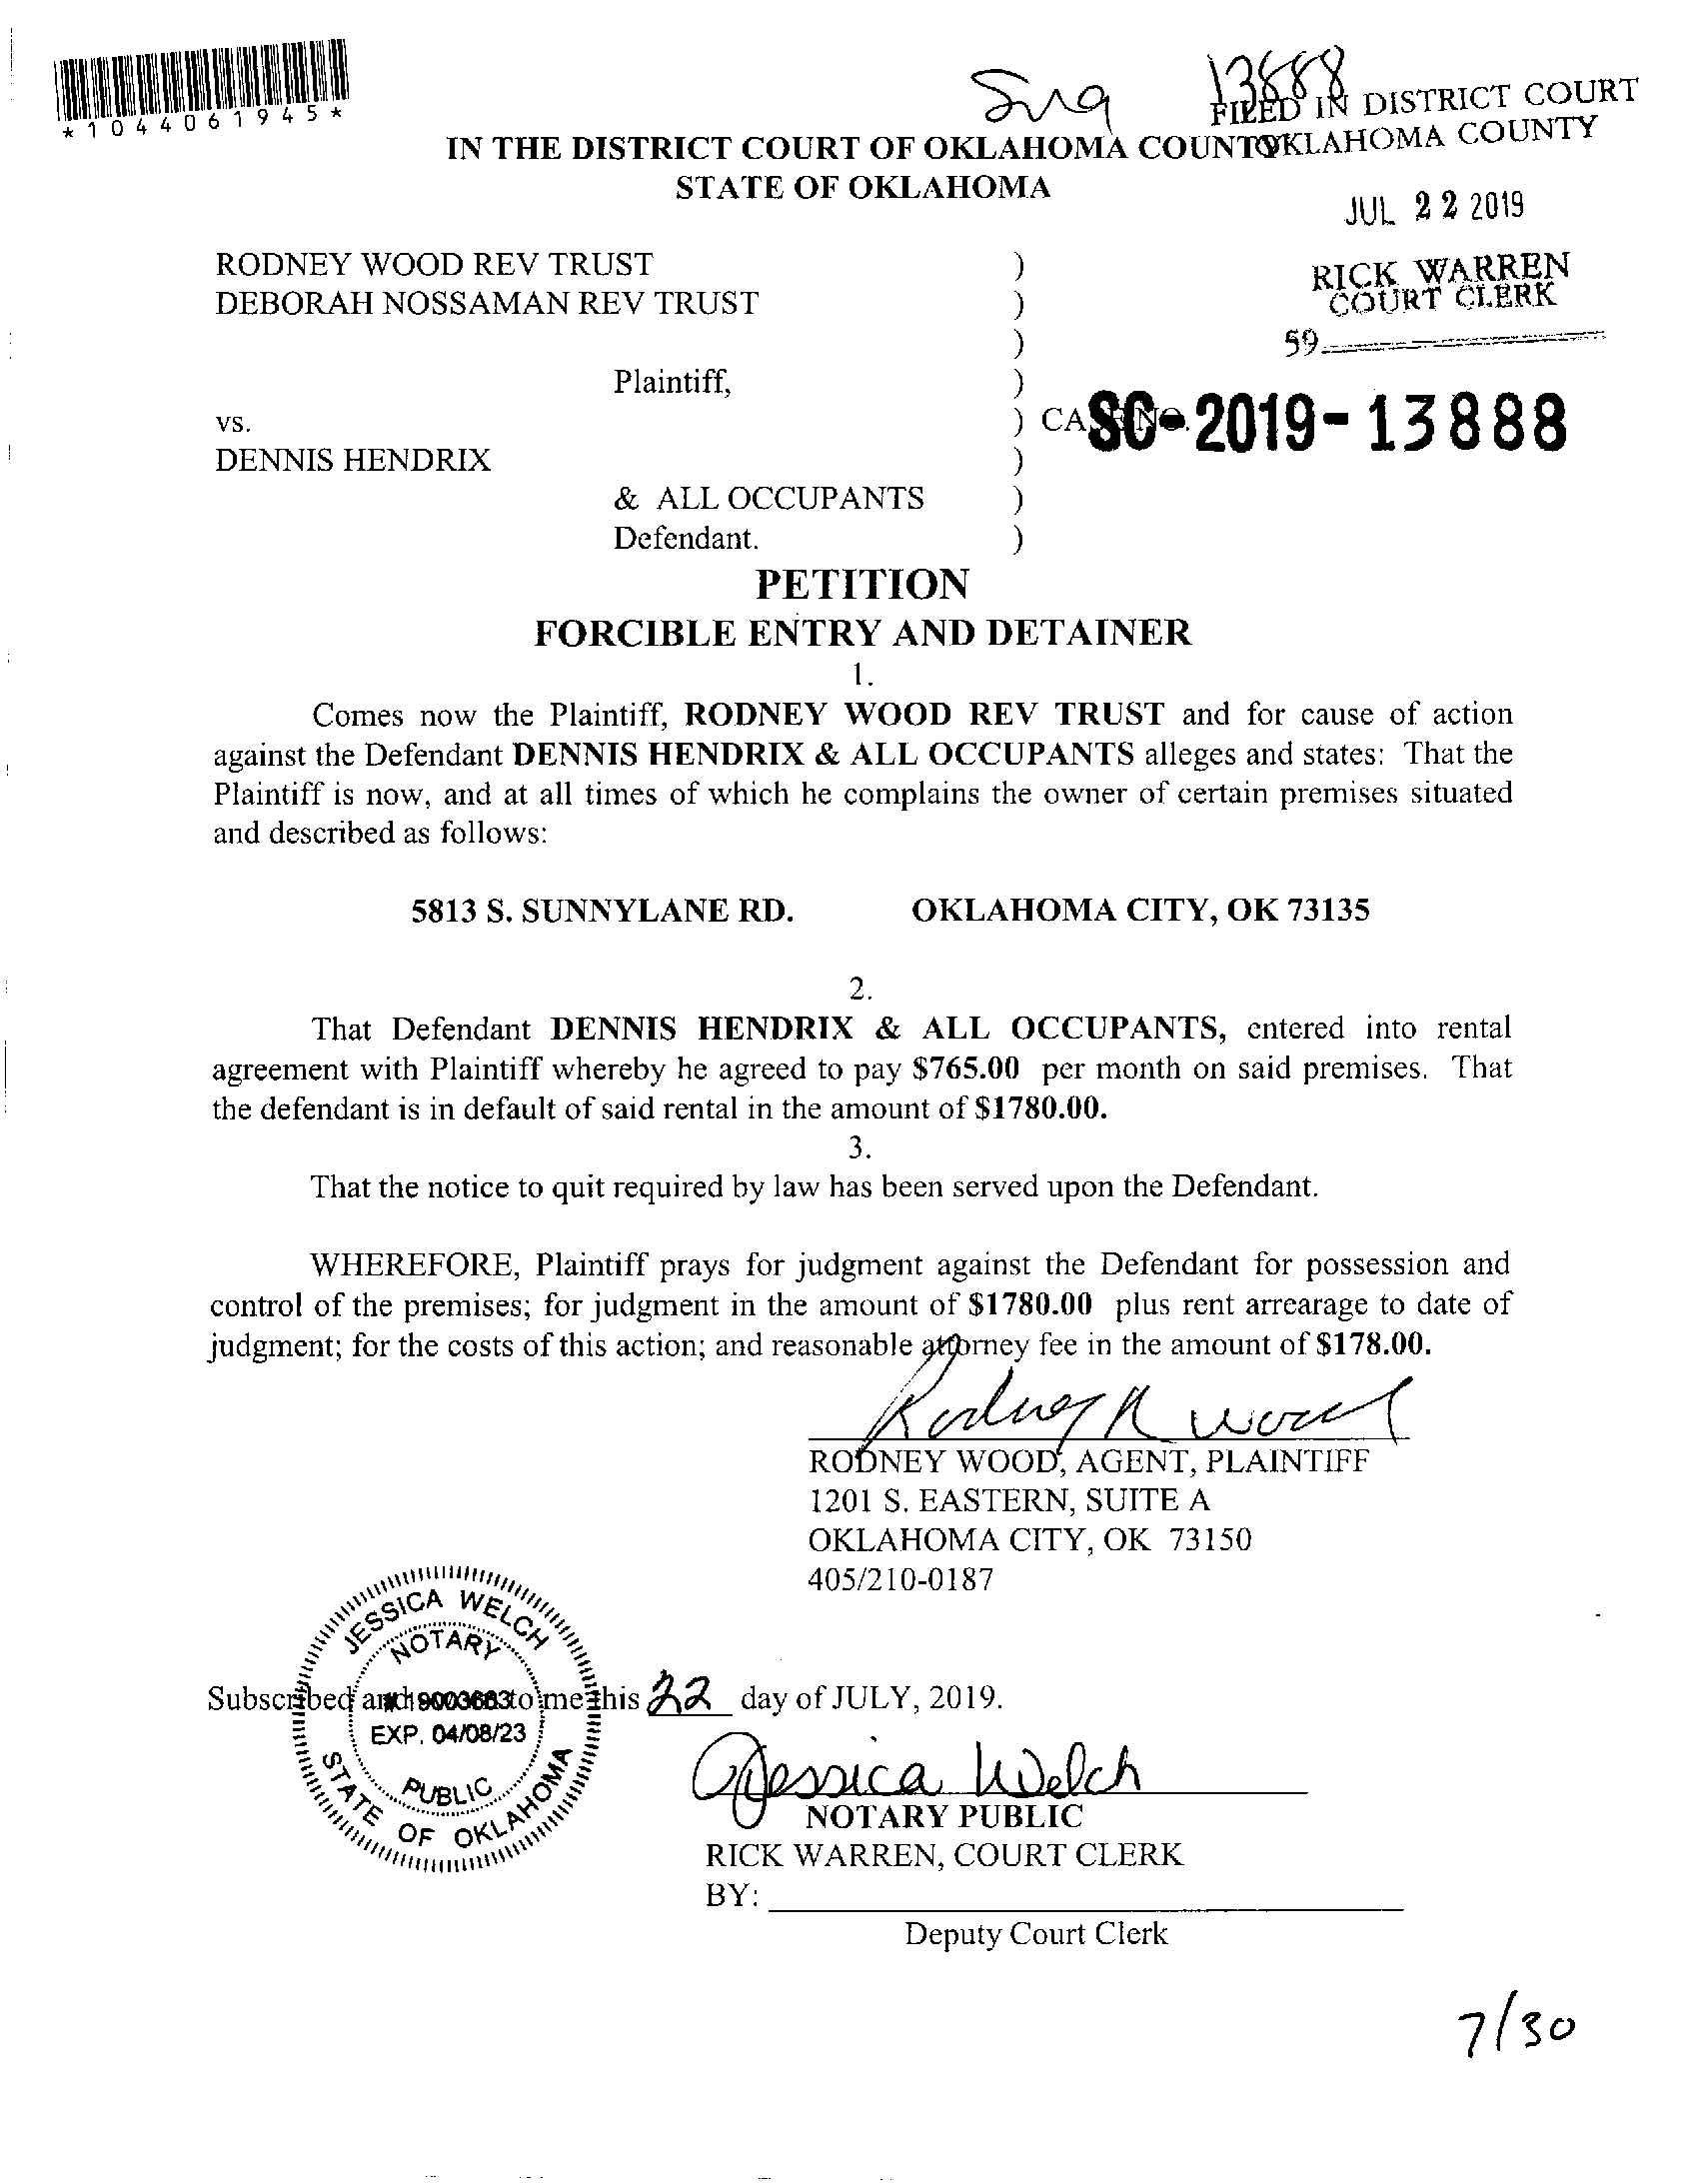 *1044061945*
13888
FILED IN DISTRICT COURT
OKLAHOMA COUNTY
IN THE DISTRICT COURT OF OKLAHOMA COUNTY
STATE OF OKLAHOMA
JUL 22 2019
RICK WARREN
COURT CLERK
59
RODNEY WOOD REV TRUST )
DEBORAH NOSSAMAN REV TRUST )
)
Plaintiff, )
vs. ) CASE NO. SC-2019-13888
DENNIS HENDRIX )
& ALL OCCUPANTS )
Defendant. )
PETITION
FORCIBLE ENTRY AND DETAINER
1.
Comes now the Plaintiff, RODNEY WOOD REV TRUST and for cause of action
against the Defendant DENNIS HENDRIX & ALL OCCUPANTS alleges and states: That the
Plaintiff is now, and at all times of which he complains the owner of certain premises situated
and described as follows:
5813 S. SUNNYLANE RD. OKLAHOMA CITY, OK 73135
2.
That Defendant DENNIS HENDRIX & ALL OCCUPANTS, entered into rental
agreement with Plaintiff whereby he agreed to pay $765.00 per month on said premises. That
the defendant is in default of said rental in the amount of $1780.00.
3.
That the notice to quit required by law has been served upon the Defendant.
WHEREFORE, Plaintiff prays for judgment against the Defendant for possession and
control of the premises; for judgment in the amount of $1780.00 plus rent arrearage to date of
judgment; for the costs of this action; and reasonable attorney fee in the amount of $178.00.
Rodney R Wood
RODNEY WOOD, AGENT, PLAINTIFF
1201 S. EASTERN, SUITE A
OKLAHOMA CITY, OK 73150
405/210-0187
JESSICA WELCH
NOTARY
# 19003663
EXP. 04/08/23
PUBLIC
STATE OF OKLAHOMA
Subscribed and to me this 22 day of JULY, 2019.
Jessica Welch
NOTARY PUBLIC
RICK WARREN, COURT CLERK
BY:
Deputy Court Clerk
7/30